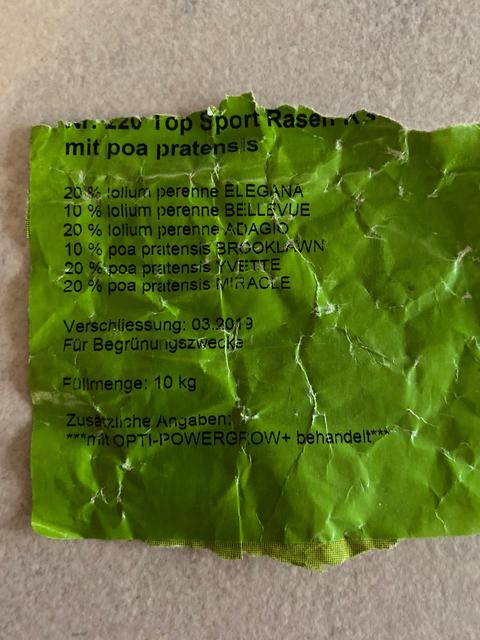 Nr. 220 Top Sport Rasen
mit poa pratensis
20 % lolium perenne ELEGANA
10 % lolium perenne BELLEVUE
20 % lolium perenne ADAGIO
10 % poa pratensis BROOKLAWN
20 % poa pratensis YVETTE
20 % poa pratensis MIRACLE
Verschliessung: 03.2019
Für Begrünungszwecke
Füllmenge: 10 kg
Zusätzliche Angaben:
***mit OPTI-POWERGROW+ behandelt***